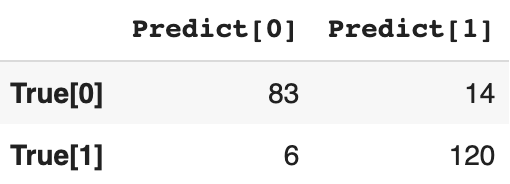 Predict[0] Predict[1]
True[0] 83 14
True[1] 6 120